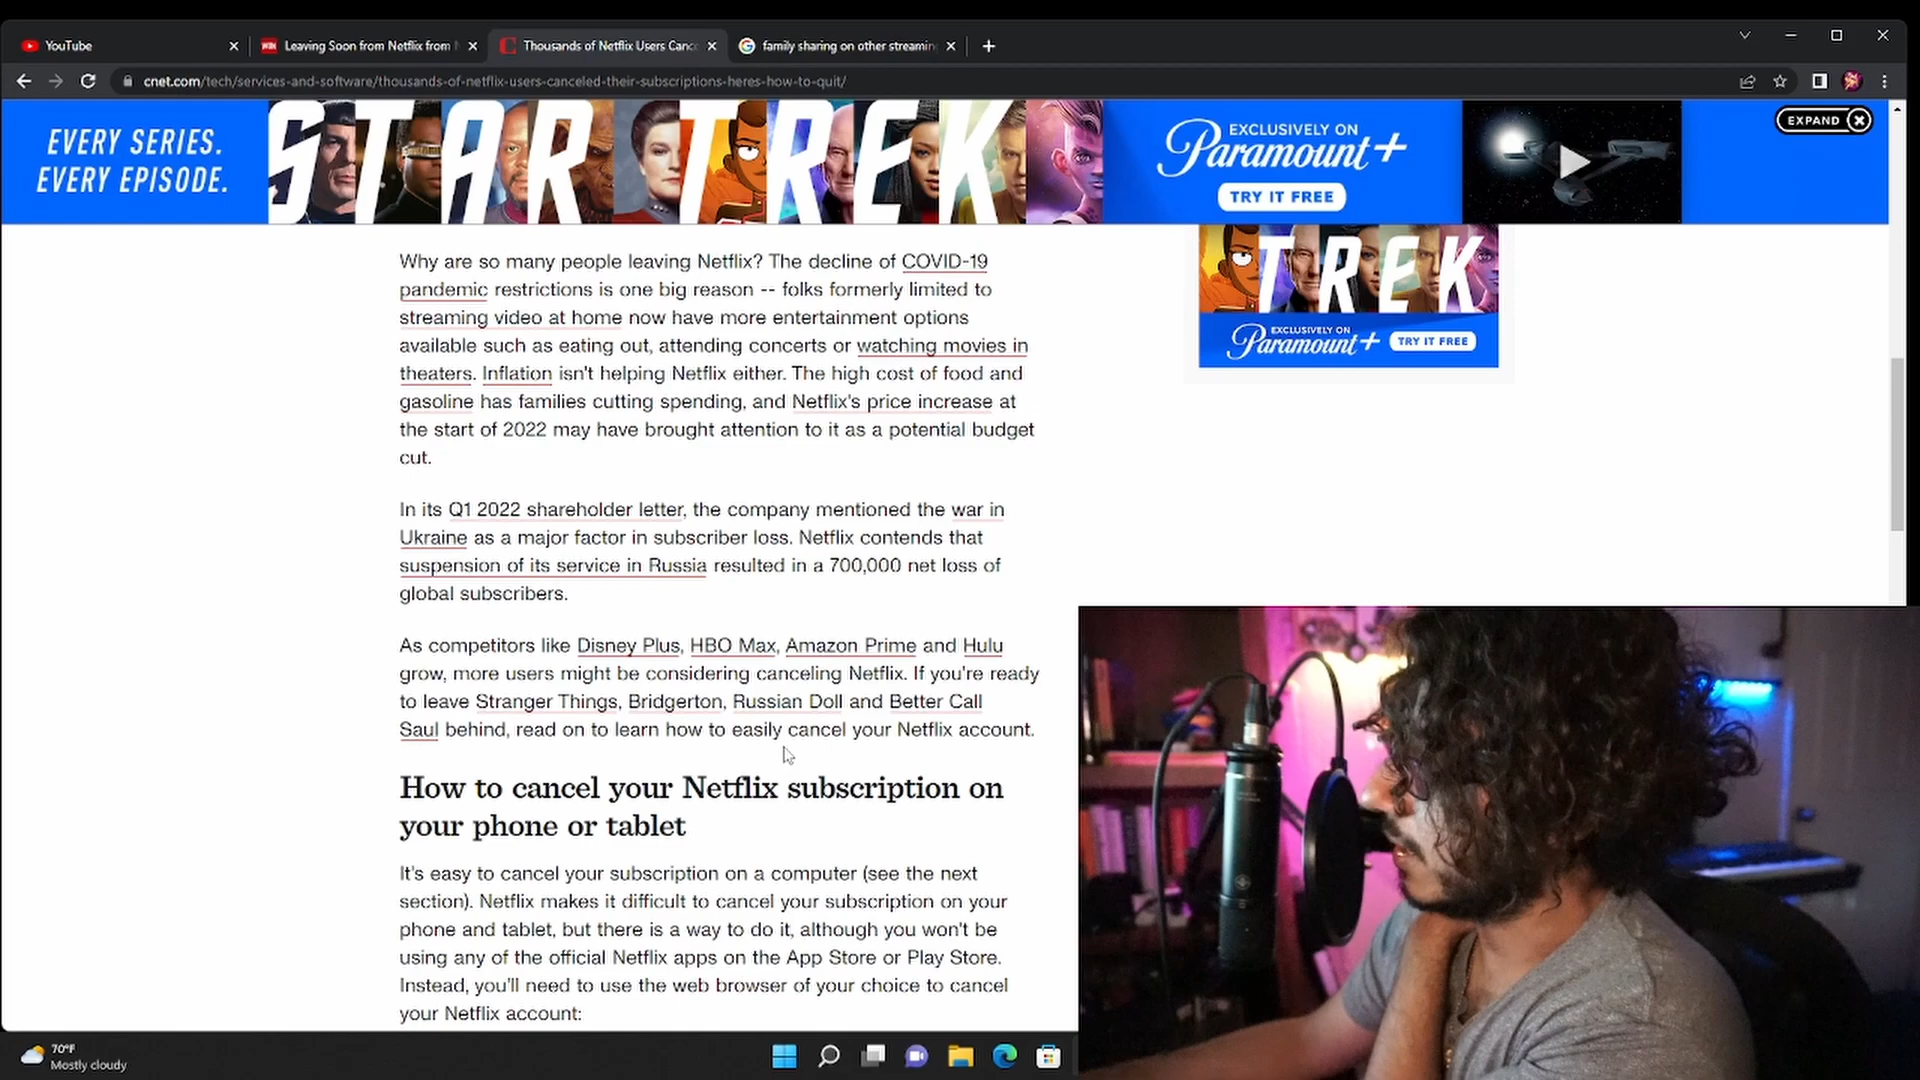 YouTube
Leaving Soon from Netflix from
Thousands of Netflix Users Canc
family sharing on other streamin
cnet.com/tech/services-and-software/thousands-of-netflix-users-canceled-their-subscriptions-heres-how-to-quit/
EVERY SERIES.
EVERY EPISODE.
STAR TREK
EXCLUSIVELY ON
Paramount+
TRY IT FREE
EXPAND
TREK
EXCLUSIVELY ON
Paramount+
TRY IT FREE
Why are so many people leaving Netflix? The decline of COVID-19
pandemic restrictions is one big reason -- folks formerly limited to
streaming video at home now have more entertainment options
available such as eating out, attending concerts or watching movies in
theaters. Inflation isn't helping Netflix either. The high cost of food and
gasoline has families cutting spending, and Netflix's price increase at
the start of 2022 may have brought attention to it as a potential budget
cut.
In its Q1 2022 shareholder letter, the company mentioned the war in
Ukraine as a major factor in subscriber loss. Netflix contends that
suspension of its service in Russia resulted in a 700,000 net loss of
global subscribers.
As competitors like Disney Plus, HBO Max, Amazon Prime and Hulu
grow, more users might be considering canceling Netflix. If you're ready
to leave Stranger Things, Bridgerton, Russian Doll and Better Call
Saul behind, read on to learn how to easily cancel your Netflix account.
How to cancel your Netflix subscription on
your phone or tablet
It's easy to cancel your subscription on a computer (see the next
section). Netflix makes it difficult to cancel your subscription on your
phone and tablet, but there is a way to do it, although you won't be
using any of the official Netflix apps on the App Store or Play Store.
Instead, you'll need to use the web browser of your choice to cancel
your Netflix account:
70°F
Mostly cloudy